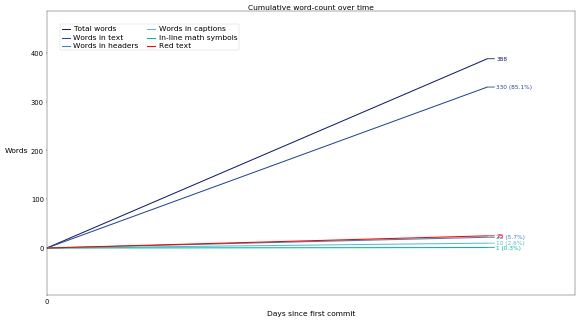 Cumulative word-count over time
Total words
Words in text
Words in headers
Words in captions
In-line math symbols
Red text
400
300
200
100
0
Words
388
330 (85.1%)
22 (5.7%)
10 (2.6%)
1 (0.3%)
0
Days since first commit